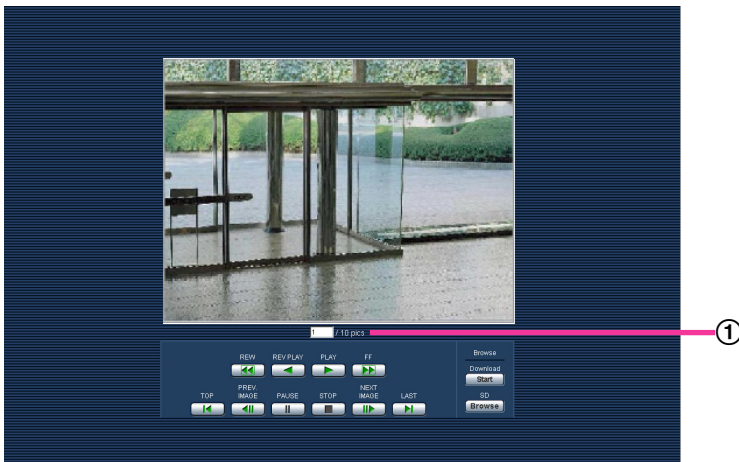 1 / 10 pics
①
REW REV PLAY PLAY FF
TOP PREV. IMAGE PAUSE STOP NEXT IMAGE LAST
Browse
Download
Start
SD
Browse